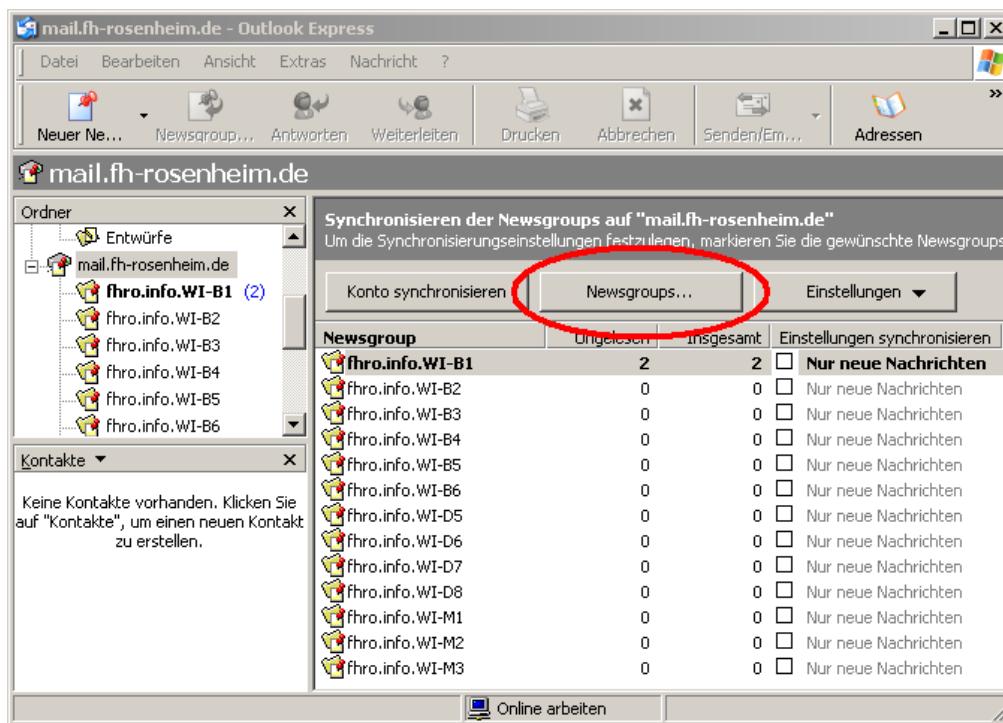 mail.fh-rosenheim.de - Outlook Express
Datei Bearbeiten Ansicht Extras Nachricht ?
Neuer Ne... Newsgroup... Antworten Weiterleiten Drucken Abbrechen Senden/Em... Adressen »
mail.fh-rosenheim.de
Ordner
Entwürfe
mail.fh-rosenheim.de
fhro.info.WI-B1 (2)
fhro.info.WI-B2
fhro.info.WI-B3
fhro.info.WI-B4
fhro.info.WI-B5
fhro.info.WI-B6
Kontakte
Keine Kontakte vorhanden. Klicken Sie
auf "Kontakte", um einen neuen Kontakt
zu erstellen.
Synchronisieren der Newsgroups auf "mail.fh-rosenheim.de"
Um die Synchronisierungseinstellungen festzulegen, markieren Sie die gewünschte Newsgroups
Konto synchronisieren Newsgroups... Einstellungen
Newsgroup Ungelesen Insgesamt Einstellungen synchronisieren
fhro.info.WI-B1 2 2 Nur neue Nachrichten
fhro.info.WI-B2 0 0 Nur neue Nachrichten
fhro.info.WI-B3 0 0 Nur neue Nachrichten
fhro.info.WI-B4 0 0 Nur neue Nachrichten
fhro.info.WI-B5 0 0 Nur neue Nachrichten
fhro.info.WI-B6 0 0 Nur neue Nachrichten
fhro.info.WI-D5 0 0 Nur neue Nachrichten
fhro.info.WI-D6 0 0 Nur neue Nachrichten
fhro.info.WI-D7 0 0 Nur neue Nachrichten
fhro.info.WI-D8 0 0 Nur neue Nachrichten
fhro.info.WI-M1 0 0 Nur neue Nachrichten
fhro.info.WI-M2 0 0 Nur neue Nachrichten
fhro.info.WI-M3 0 0 Nur neue Nachrichten
Online arbeiten